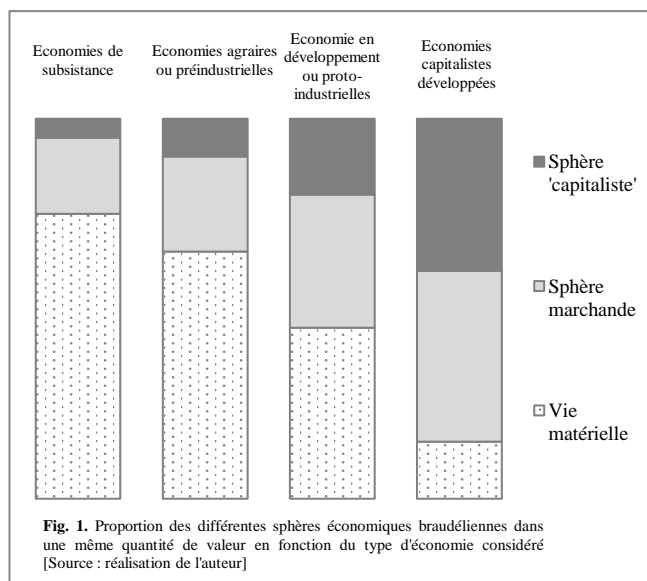 Economies de
subsistance
Economies agraires
ou préindustrielles
Economie en
développement
ou proto-
industrielles
Economies
capitalistes
développées
Sphère
'capitaliste'
Sphère
marchande
Vie
matérielle
Fig. 1. Proportion des différentes sphères économiques braudéliennes dans
une même quantité de valeur en fonction du type d'économie considéré
[Source : réalisation de l'auteur]